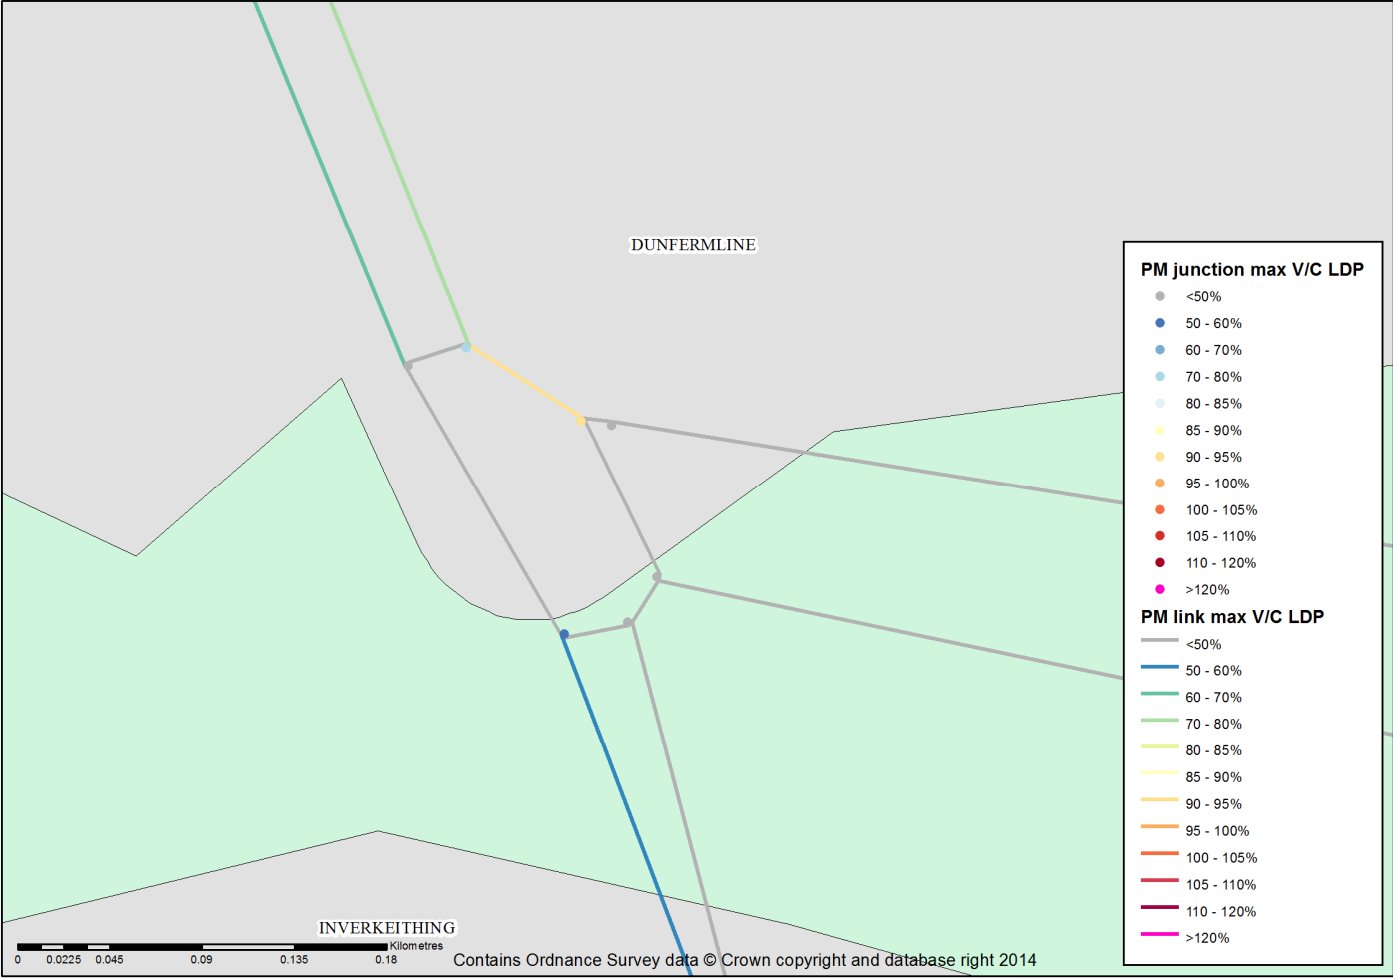 DUNFERMLINE
PM junction max V/C LDP
<50%
50 - 60%
60 - 70%
70 - 80%
80 - 85%
85 - 90%
90 - 95%
95 - 100%
100 - 105%
105 - 110%
110 - 120%
>120%
PM link max V/C LDP
<50%
50 - 60%
60 - 70%
70 - 80%
80 - 85%
85 - 90%
90 - 95%
95 - 100%
100 - 105%
105 - 110%
110 - 120%
>120%
INVERKEITHING
Kilometres
0 0.0225 0.045 0.09 0.135 0.18
Contains Ordnance Survey data © Crown copyright and database right 2014